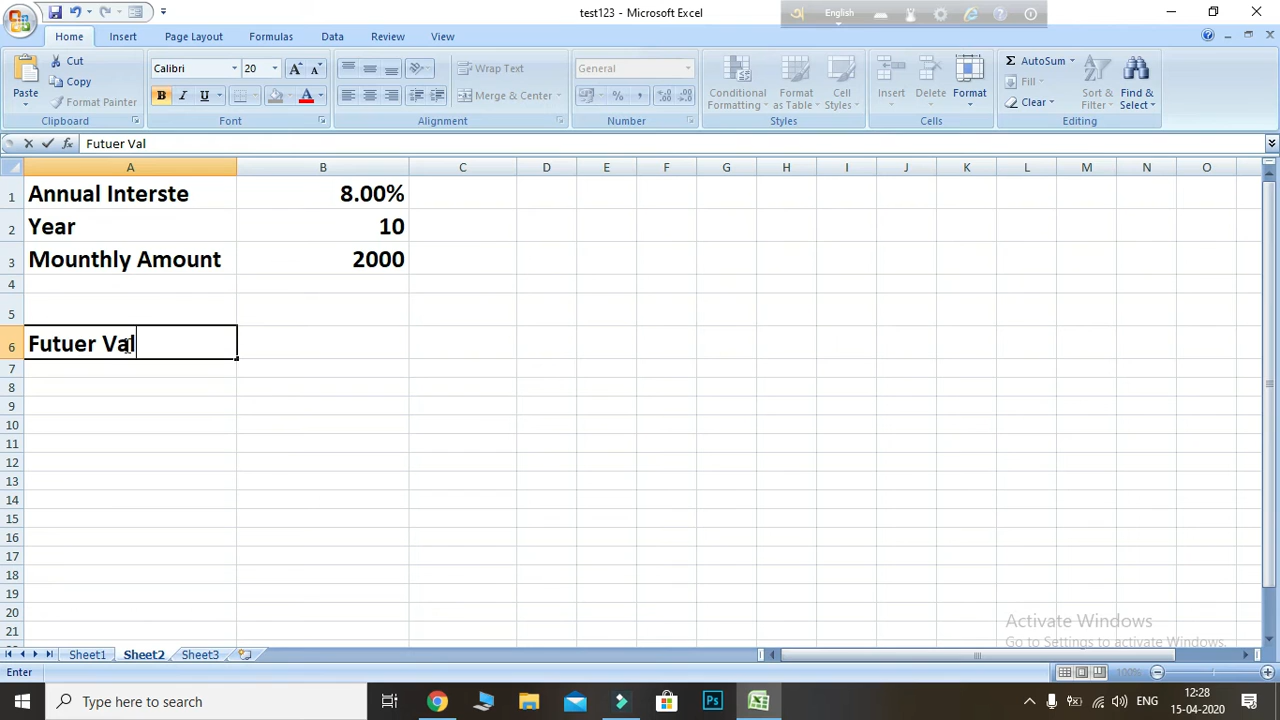 test123 - Microsoft Excel
English
Home Insert Page Layout Formulas Data Review View
Paste
Cut
Copy
Format Painter
Clipboard
Calibri 20
B I U
Font
Wrap Text
Merge & Center
Alignment
General
% ,
Number
Conditional Formatting
Format as Table
Cell Styles
Styles
Insert Delete Format
Cells
Σ AutoSum
Fill
Clear
Sort & Filter
Find & Select
Editing
fx Futuer Val
A B C D E F G H I J K L M N O
1 Annual Interste 8.00%
2 Year 10
3 Mounthly Amount 2000
4
5
6 Futuer Val
7
8
9
10
11
12
13
14
15
16
17
18
19
20
21
Activate Windows
Go to Settings to activate Windows.
Sheet1 Sheet2 Sheet3
Enter
100%
Type here to search
Ps
ENG
12:28
15-04-2020